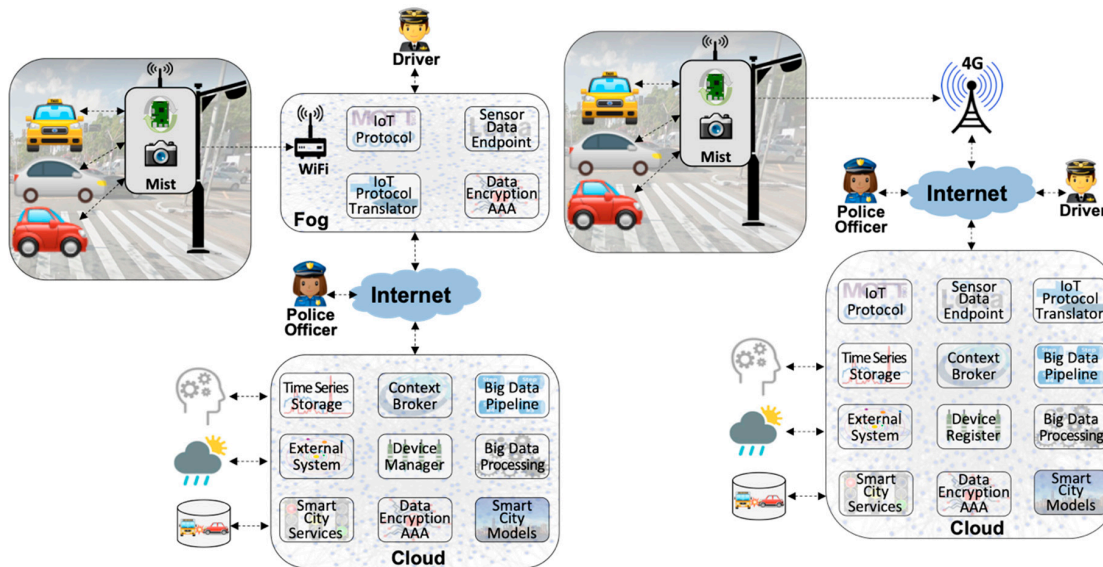 Driver
Mist
WiFi
IoT
Protocol
Sensor
Data
Endpoint
IoT
Protocol
Translator
Data
Encryption
AAA
Fog
Police
Officer
Internet
Time Series
Storage
Context
Broker
Big Data
Pipeline
External
System
Device
Manager
Big Data
Processing
Smart
City
Services
Data
Encryption
AAA
Smart
City
Models
Cloud
Mist
4G
Police
Officer
Internet
Driver
IoT
Protocol
Sensor
Data
Endpoint
IoT
Protocol
Translator
Time Series
Storage
Context
Broker
Big Data
Pipeline
External
System
Device
Register
Big Data
Processing
Smart
City
Services
Data
Encryption
AAA
Smart
City
Models
Cloud